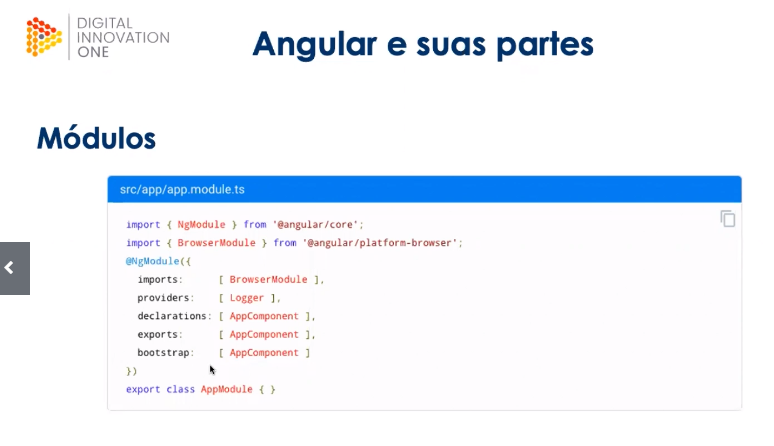 DIGITAL
INNOVATION
ONE
Angular e suas partes
Módulos
src/app/app.module.ts
import { NgModule } from '@angular/core';
import { BrowserModule } from '@angular/platform-browser';
@NgModule({
  imports:      [ BrowserModule ],
  providers:    [ Logger ],
  declarations: [ AppComponent ],
  exports:      [ AppComponent ],
  bootstrap:    [ AppComponent ]
})
export class AppModule { }